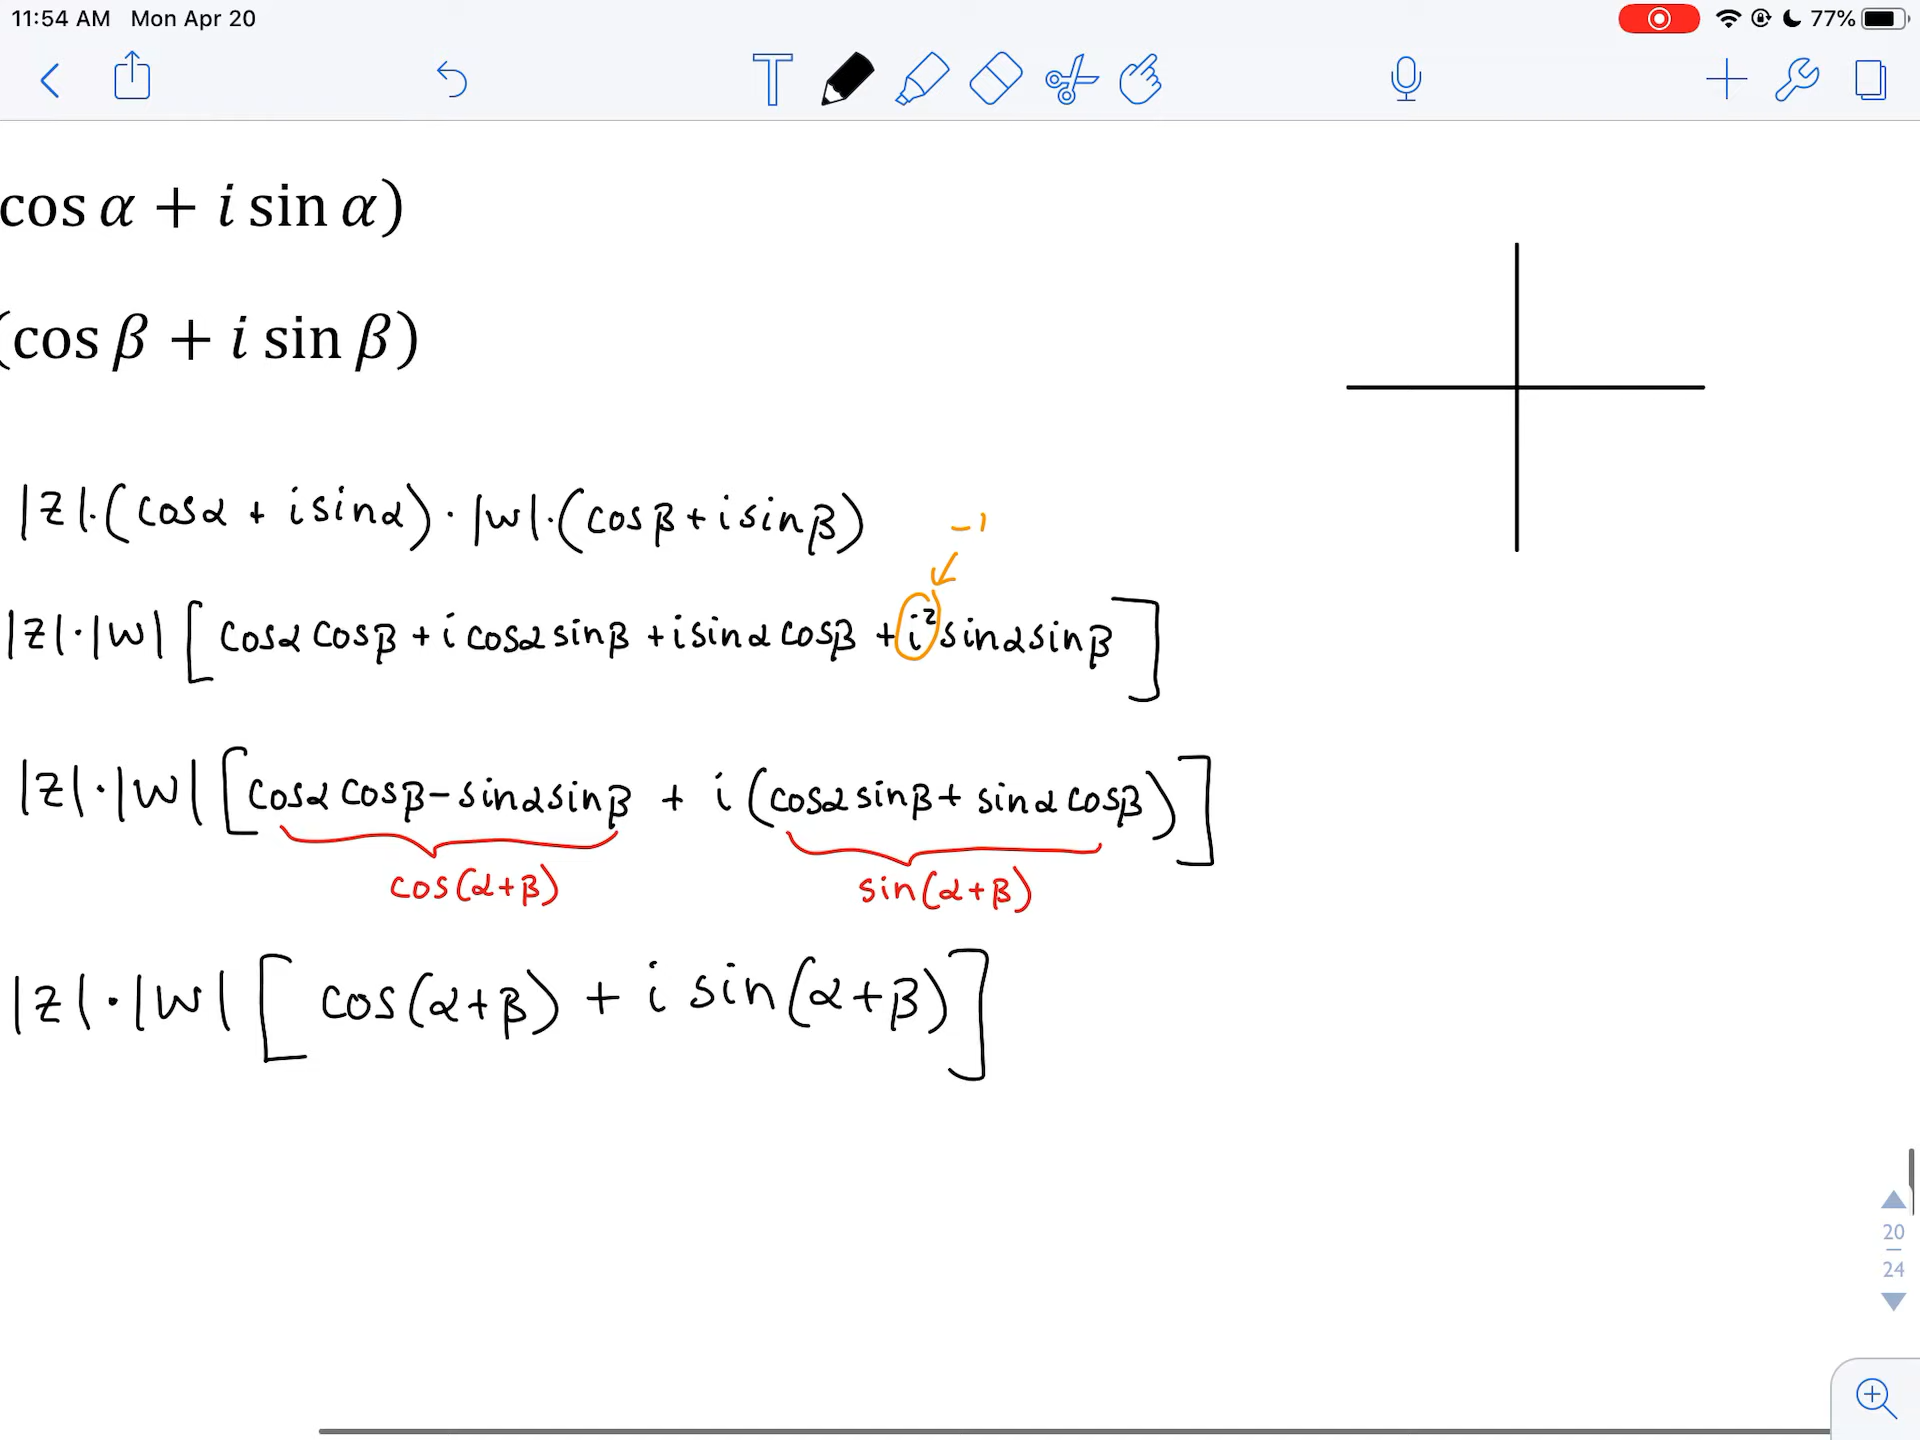 11:54 AM Mon Apr 20 77%
T
cos α + i sin α)
(cos β + i sin β)
|z|·(cosα + isinα)·|w|·(cosβ+isinβ)
-1
|z|·|w| [cosα cosβ + i cosα sinβ + isinα cosβ + i² sinα sinβ]
|z|·|w| [cosα cosβ - sinα sinβ + i (cosα sinβ + sinα cosβ)]
cos(α+β) sin(α+β)
|z|·|w| [cos(α+β) + i sin(α+β)]
20
24